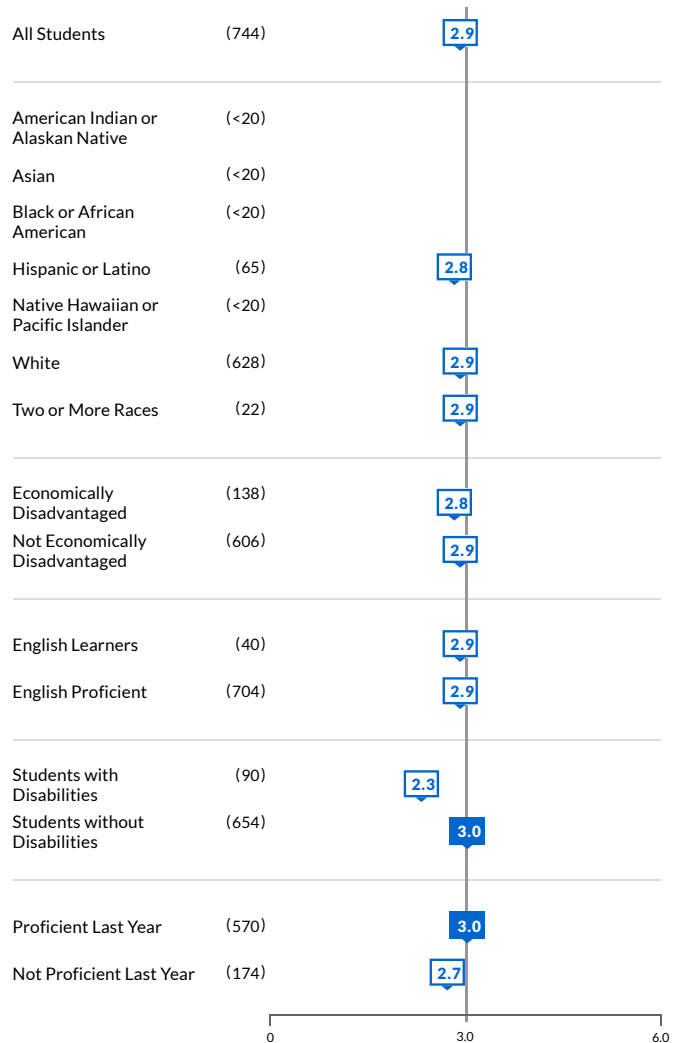 All Students (744) 2.9
American Indian or (<20)
Alaskan Native
Asian (<20)
Black or African (<20)
American
Hispanic or Latino (65) 2.8
Native Hawaiian or (<20)
Pacific Islander
White (628) 2.9
Two or More Races (22) 2.9
Economically (138) 2.8
Disadvantaged
Not Economically (606) 2.9
Disadvantaged
English Learners (40) 2.9
English Proficient (704) 2.9
Students with (90) 2.3
Disabilities
Students without (654) 3.0
Disabilities
Proficient Last Year (570) 3.0
Not Proficient Last Year (174) 2.7
0 3.0 6.0